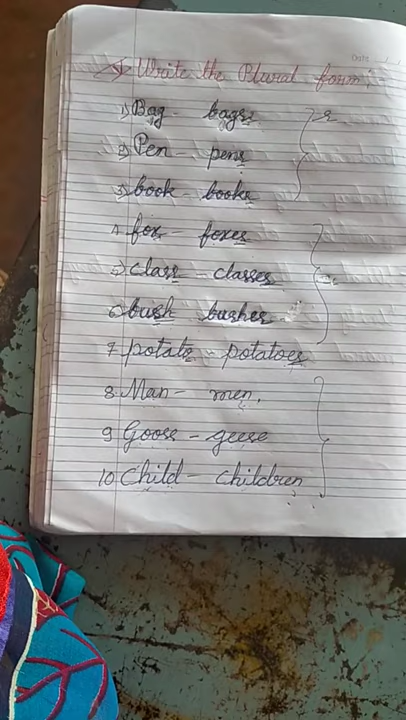 Date
I Write the Plural form:
1) Bag - bags
2) Pen - pens
3) book - books
4 fox - foxes
5) class - classes
6 bush bushes
7 potato - potatoes
8 Man - men.
9 Goose - geese
10 Child - children